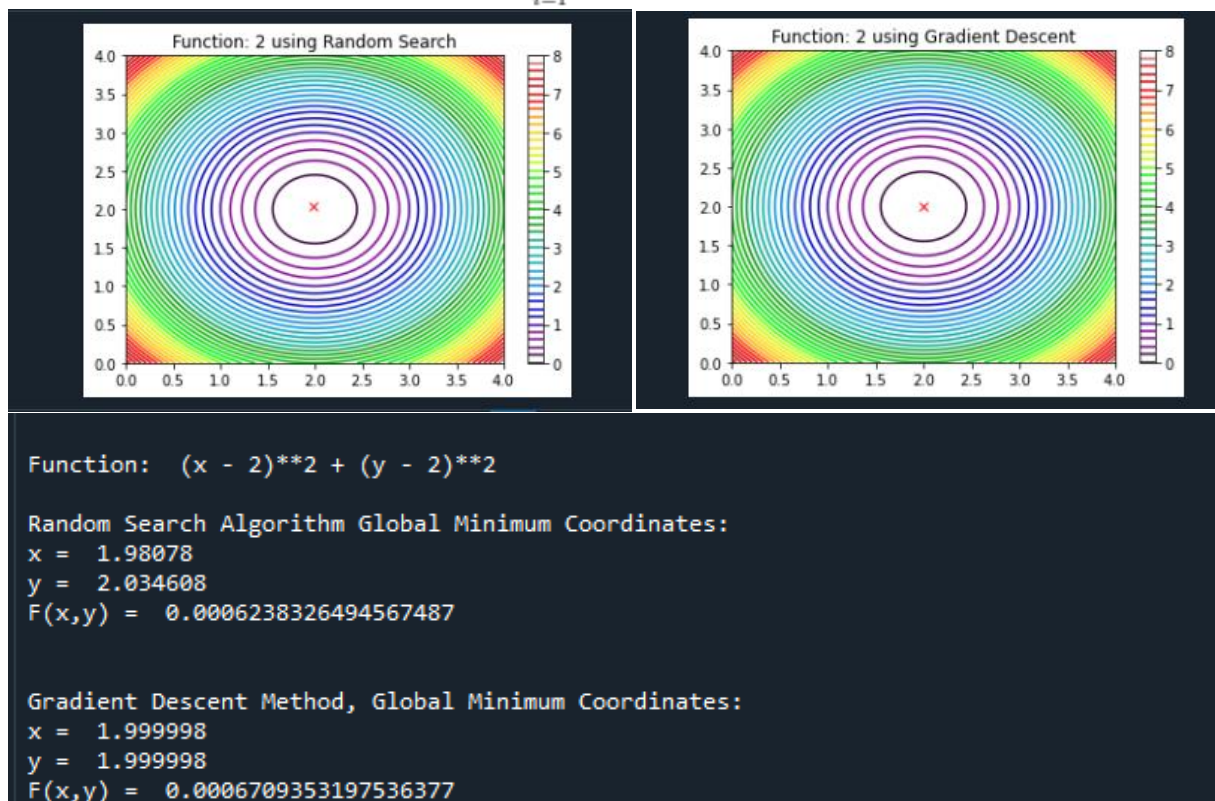 i=1
Function: 2 using Random Search
4.0
3.5
3.0
2.5
2.0
1.5
1.0
0.5
0.0
0.0 0.5 1.0 1.5 2.0 2.5 3.0 3.5 4.0
8
7
6
5
4
3
2
1
0
Function: 2 using Gradient Descent
4.0
3.5
3.0
2.5
2.0
1.5
1.0
0.5
0.0
0.0 0.5 1.0 1.5 2.0 2.5 3.0 3.5 4.0
8
7
6
5
4
3
2
1
0
Function:  (x - 2)**2 + (y - 2)**2
Random Search Algorithm Global Minimum Coordinates:
x =  1.98078
y =  2.034608
F(x,y) =  0.0006238326494567487
Gradient Descent Method, Global Minimum Coordinates:
x =  1.999998
y =  1.999998
F(x,y) =  0.0006709353197536377